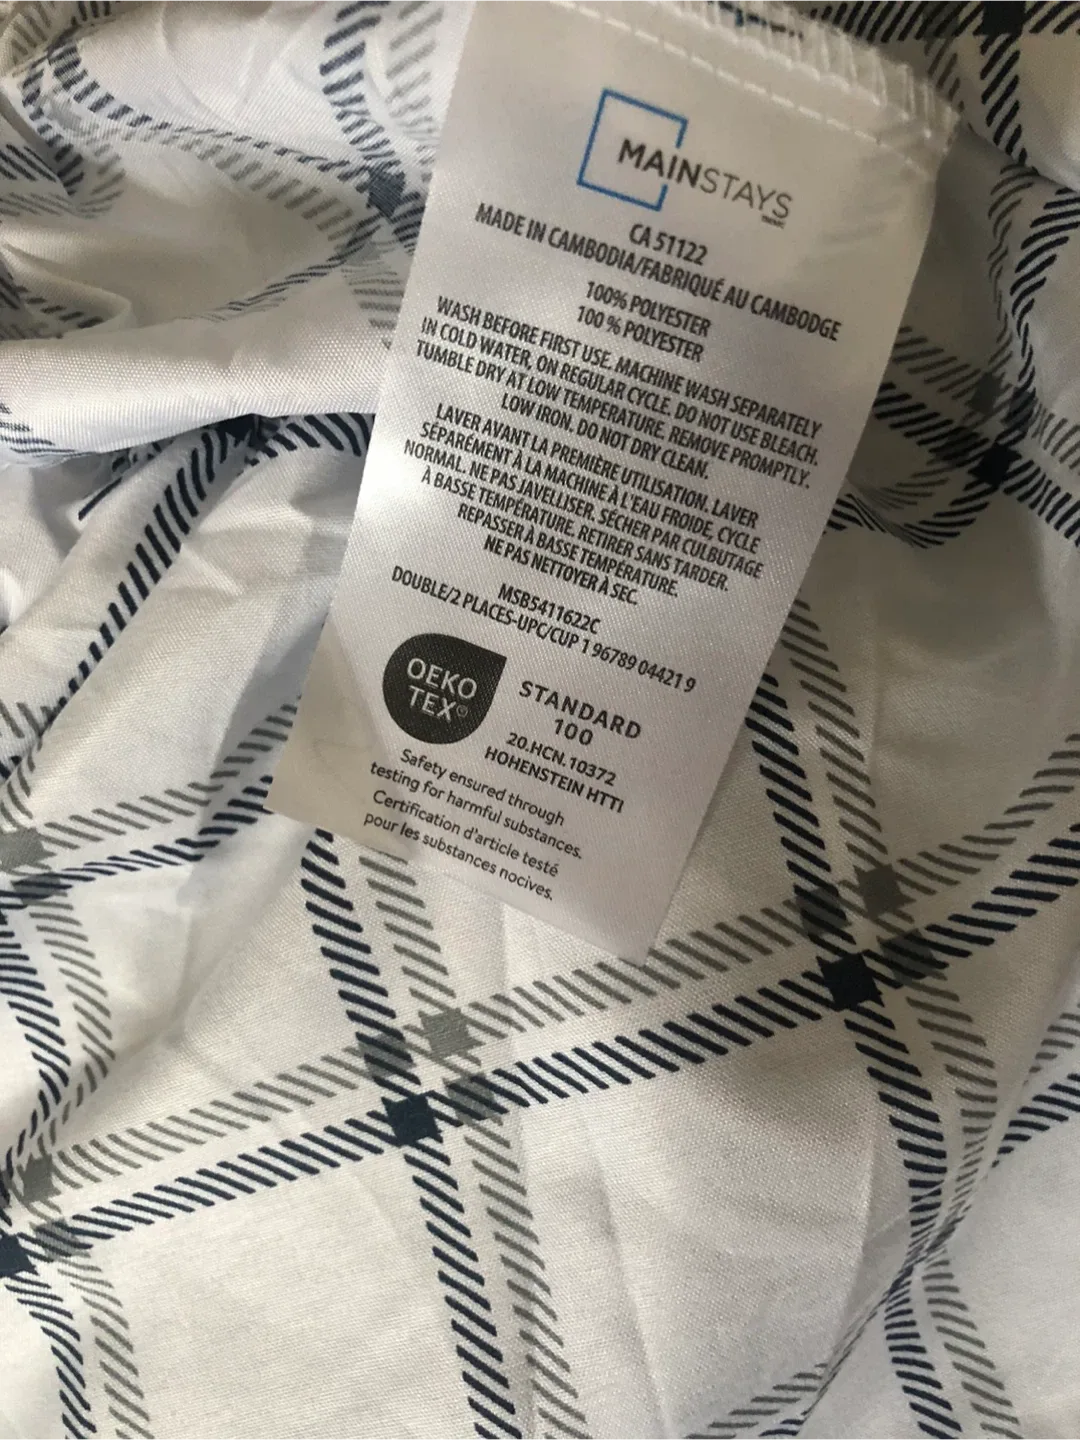 MAINSTAYS
CA 51122
MADE IN CAMBODIA/FABRIQUÉ AU CAMBODGE
100% POLYESTER
100 % POLYESTER
WASH BEFORE FIRST USE. MACHINE WASH SEPARATELY
IN COLD WATER, ON REGULAR CYCLE. DO NOT USE BLEACH.
TUMBLE DRY AT LOW TEMPERATURE. REMOVE PROMPTLY.
LOW IRON. DO NOT DRY CLEAN.
LAVER AVANT LA PREMIÈRE UTILISATION. LAVER
SÉPARÉMENT À LA MACHINE À L'EAU FROIDE, CYCLE
NORMAL. NE PAS JAVELLISER. SÉCHER PAR CULBUTAGE
À BASSE TEMPÉRATURE. RETIRER SANS TARDER.
REPASSER À BASSE TEMPÉRATURE.
NE PAS NETTOYER À SEC.
MSB5411622C
DOUBLE/2 PLACES-UPC/CUP 1 96789 04421 9
OEKO
TEX®
STANDARD
100
20.HCN.10372
HOHENSTEIN HTTI
Safety ensured through
testing for harmful substances.
Certification d'article testé
pour les substances nocives.